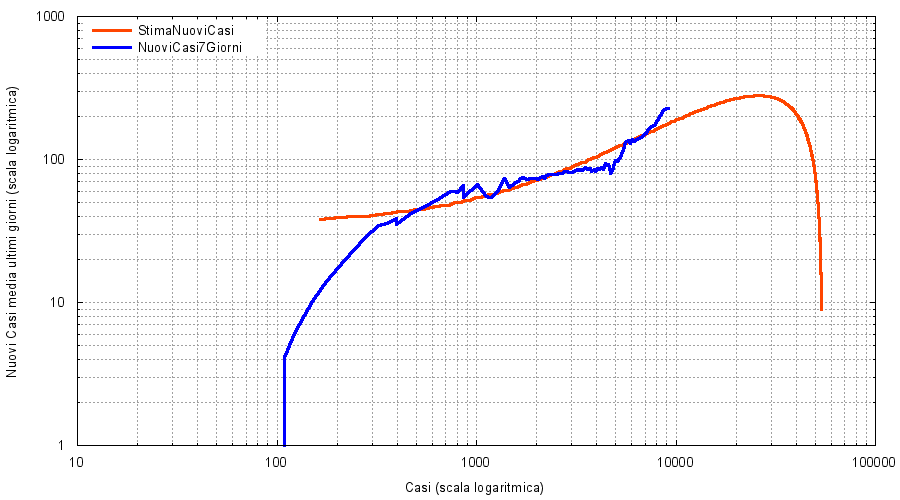 1000
StimaNuoviCasi
NuoviCasi7Giorni
100
10
1
10
100
1000
10000
100000
Nuovi Casi media ultimi giorni (scala logaritmica)
Casi (scala logaritmica)